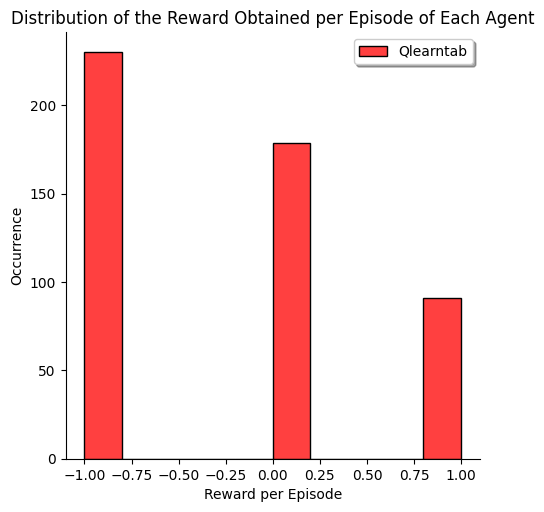 Distribution of the Reward Obtained per Episode of Each Agent
Qlearntab
200
150
100
50
0
Occurrence
−1.00 −0.75 −0.50 −0.25 0.00 0.25 0.50 0.75 1.00
Reward per Episode